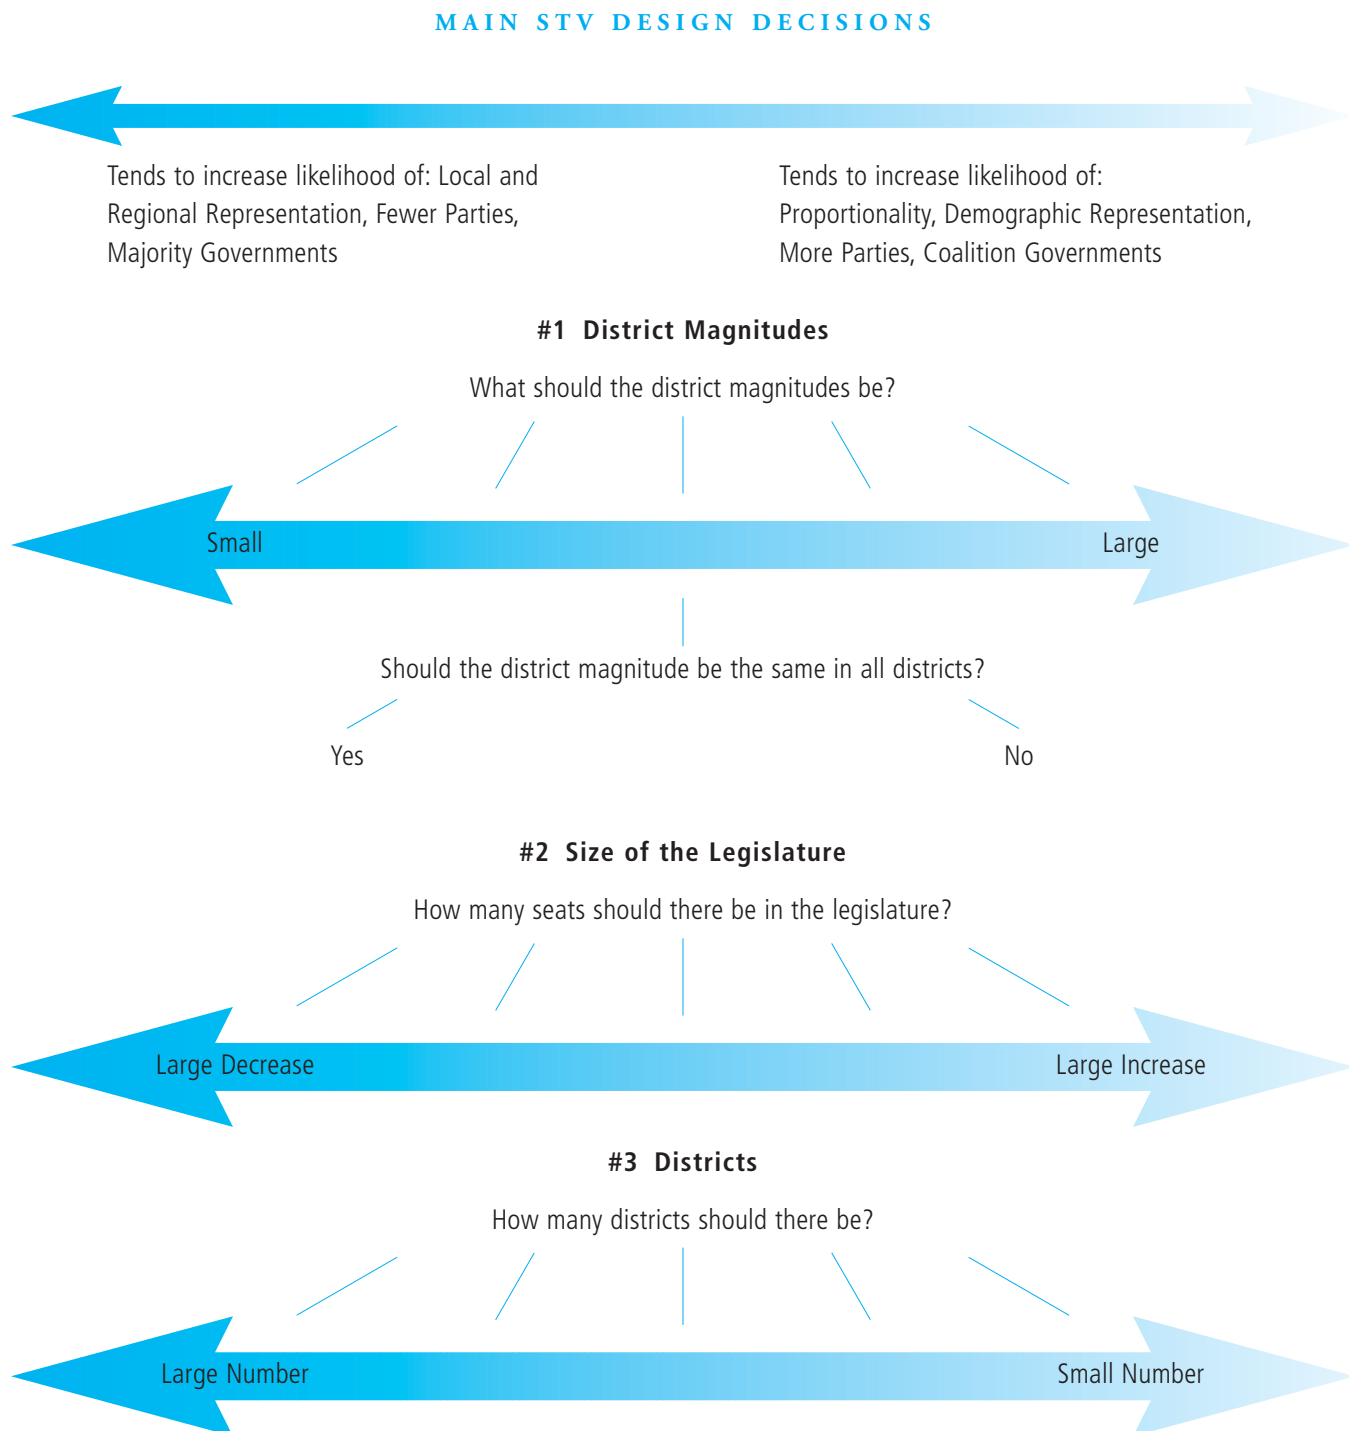 MAIN STV DESIGN DECISIONS
Tends to increase likelihood of: Local and
Regional Representation, Fewer Parties,
Majority Governments
Tends to increase likelihood of:
Proportionality, Demographic Representation,
More Parties, Coalition Governments
#1 District Magnitudes
What should the district magnitudes be?
Small
Large
Should the district magnitude be the same in all districts?
Yes
No
#2 Size of the Legislature
How many seats should there be in the legislature?
Large Decrease
Large Increase
#3 Districts
How many districts should there be?
Large Number
Small Number